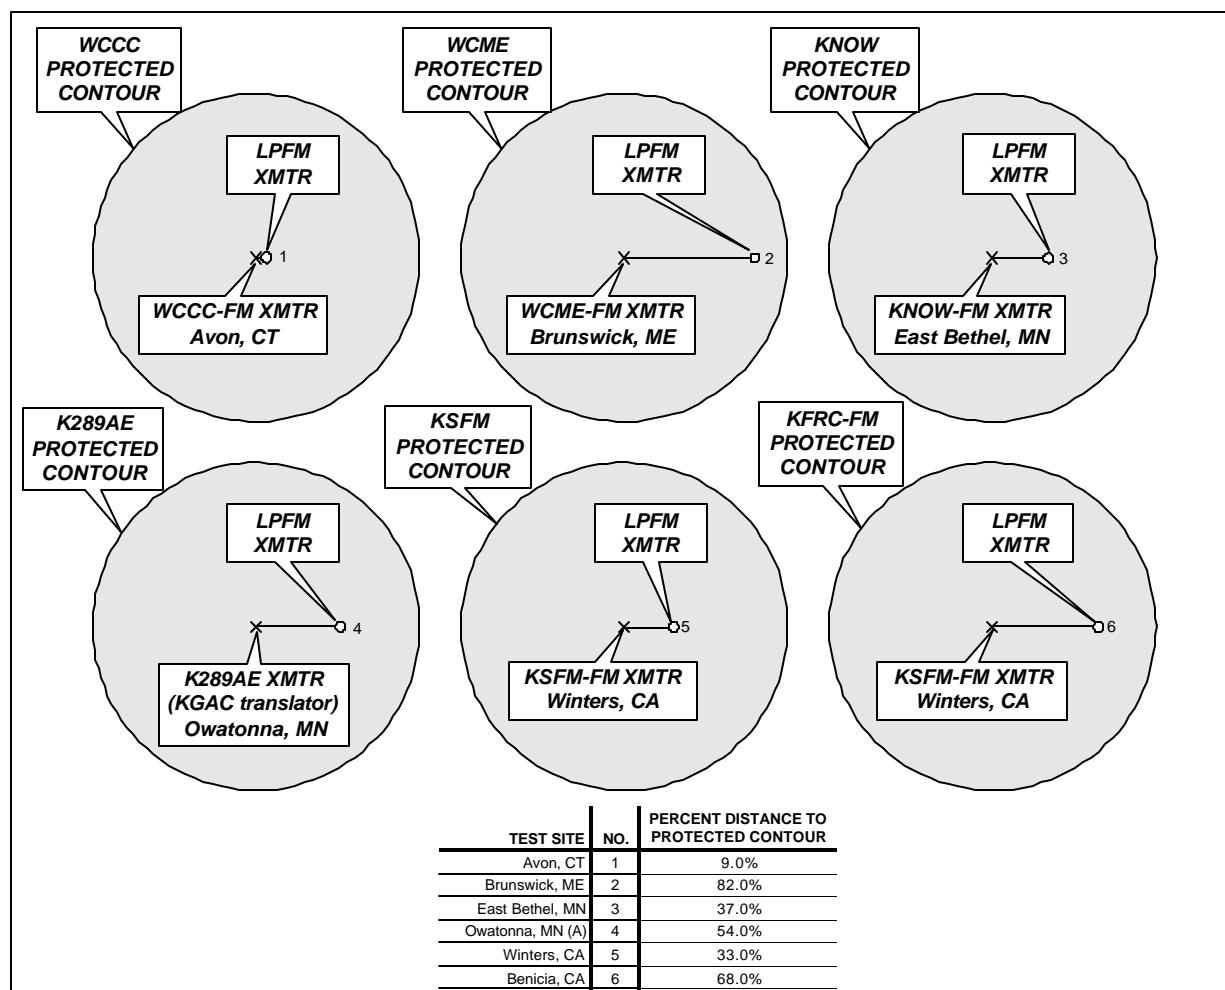 WCCC
PROTECTED
CONTOUR
LPFM
XMTR
1
WCCC-FM XMTR
Avon, CT
WCME
PROTECTED
CONTOUR
LPFM
XMTR
2
WCME-FM XMTR
Brunswick, ME
KNOW
PROTECTED
CONTOUR
LPFM
XMTR
3
KNOW-FM XMTR
East Bethel, MN
K289AE
PROTECTED
CONTOUR
LPFM
XMTR
4
K289AE XMTR
(KGAC translator)
Owatonna, MN
KSFM
PROTECTED
CONTOUR
LPFM
XMTR
5
KSFM-FM XMTR
Winters, CA
KFRC-FM
PROTECTED
CONTOUR
LPFM
XMTR
6
KSFM-FM XMTR
Winters, CA
TEST SITE NO. PERCENT DISTANCE TO
PROTECTED CONTOUR
Avon, CT 1 9.0%
Brunswick, ME 2 82.0%
East Bethel, MN 3 37.0%
Owatonna, MN (A) 4 54.0%
Winters, CA 5 33.0%
Benicia, CA 6 68.0%